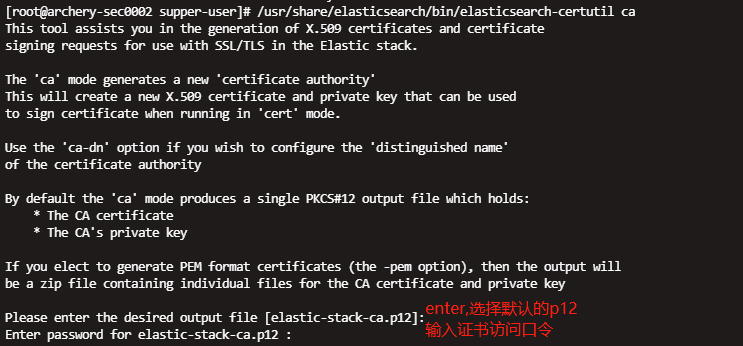 [root@archery-sec0002 supper-user]# /usr/share/elasticsearch/bin/elasticsearch-certutil ca
This tool assists you in the generation of X.509 certificates and certificate
signing requests for use with SSL/TLS in the Elastic stack.
The 'ca' mode generates a new 'certificate authority'
This will create a new X.509 certificate and private key that can be used
to sign certificate when running in 'cert' mode.
Use the 'ca-dn' option if you wish to configure the 'distinguished name'
of the certificate authority
By default the 'ca' mode produces a single PKCS#12 output file which holds:
* The CA certificate
* The CA's private key
If you elect to generate PEM format certificates (the -pem option), then the output will
be a zip file containing individual files for the CA certificate and private key
Please enter the desired output file [elastic-stack-ca.p12]: enter,选择默认的p12
Enter password for elastic-stack-ca.p12 : 输入证书访问口令